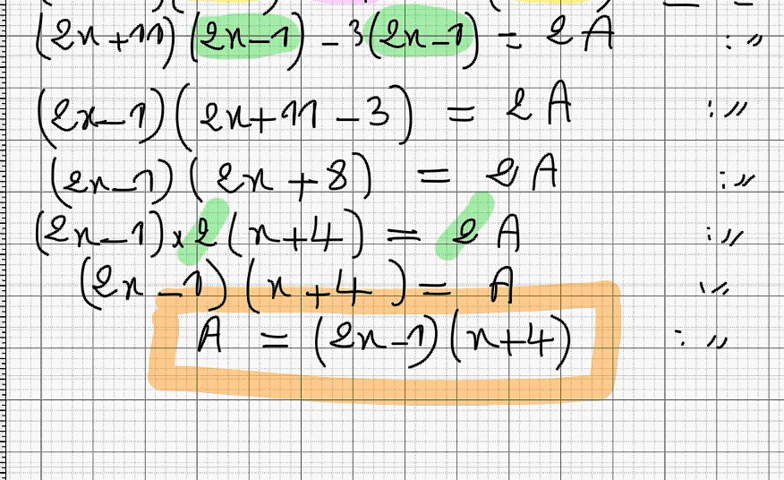 (2x+11)(2x-1) - 3(2x-1) = 2A :"
(2x-1)(2x+11-3) = 2A :"
(2x-1)(2x+8) = 2A :"
(2x-1)×2(x+4) = 2A :"
(2x-1)(x+4) = A "
A = (2x-1)(x+4) :"